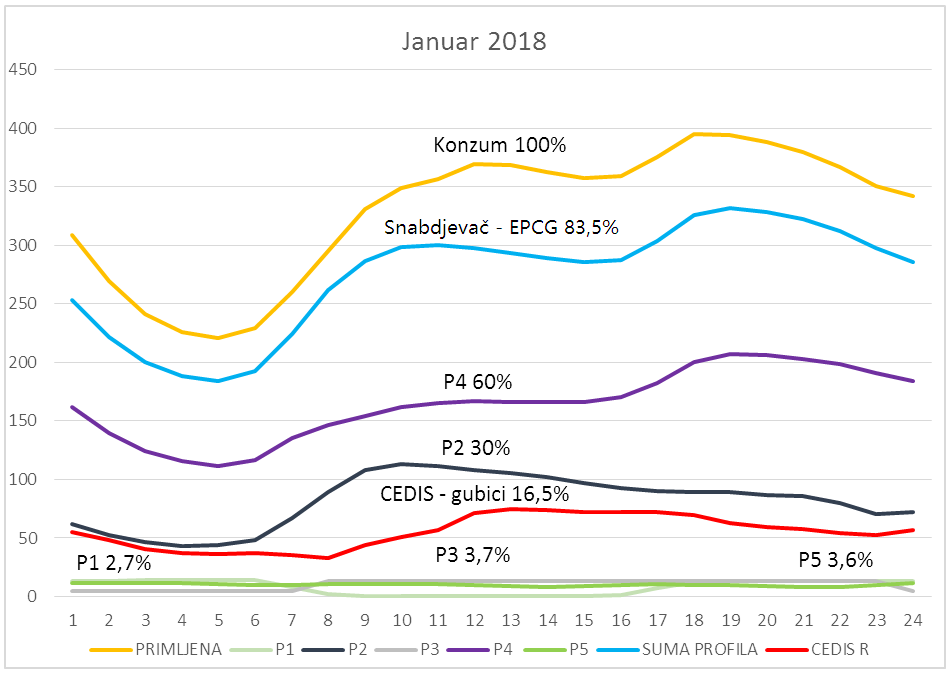 Januar 2018
450
400
350
300
250
200
150
100
50
0
Konzum 100%
Snabdjevač - EPCG 83,5%
P4 60%
P2 30%
CEDIS - gubici 16,5%
P1 2,7%
P3 3,7%
P5 3,6%
1 2 3 4 5 6 7 8 9 10 11 12 13 14 15 16 17 18 19 20 21 22 23 24
PRIMLJENA P1 P2 P3 P4 P5 SUMA PROFILA CEDIS R